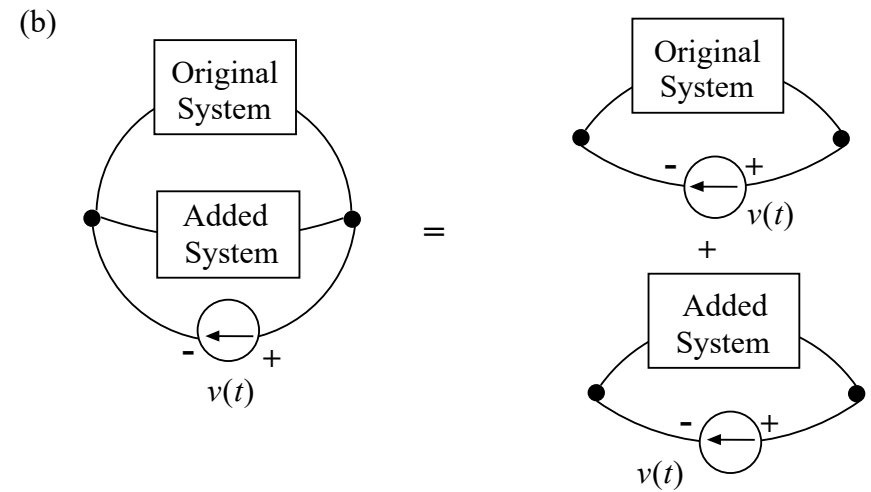 (b)
Original
System
Added
System
-
+
v(t)
=
Original
System
-
+
v(t)
+
Added
System
-
+
v(t)